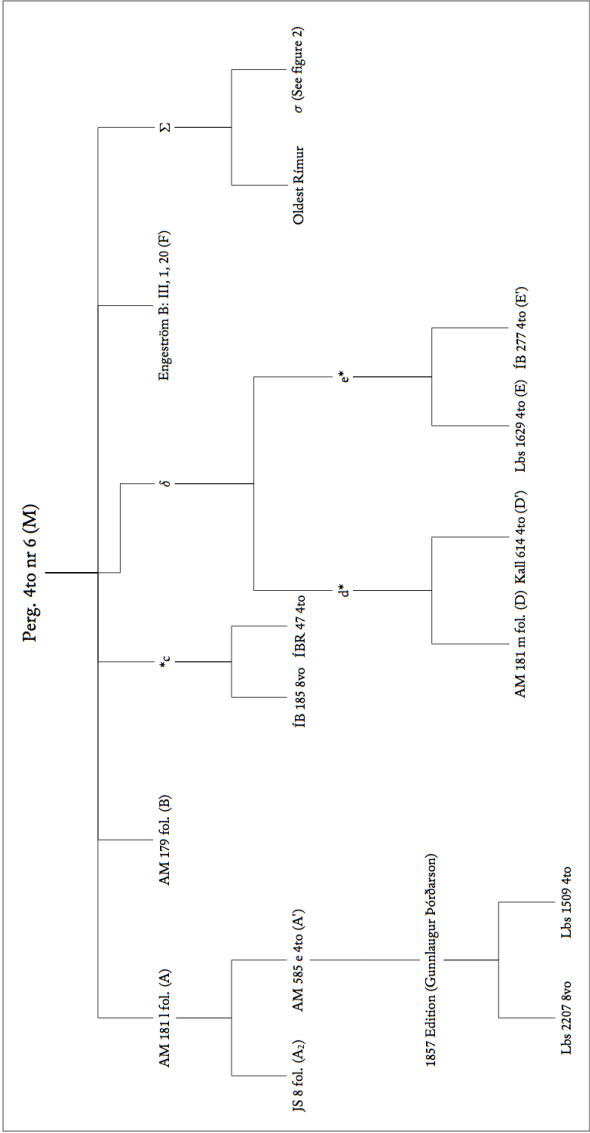 Perg. 4to nr 6 (M)
AM 181 l fol. (A)
AM 179 fol. (B)
*c
δ
Engeström B: III, 1, 20 (F)
Σ
JS 8 fol. (A₂)
AM 585 e 4to (A')
ÍB 185 8vo
ÍBR 47 4to
Oldest Rímur
σ (See figure 2)
d*
e*
1857 Edition (Gunnlaugur Þórðarson)
AM 181 m fol. (D)
Kall 614 4to (D')
Lbs 1629 4to (E)
ÍB 277 4to (E')
Lbs 2207 8vo
Lbs 1509 4to